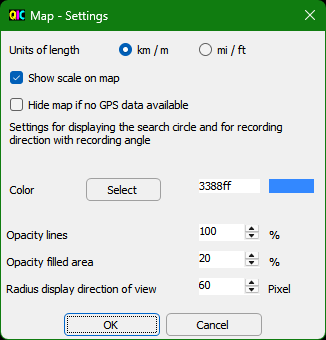 QIC Map - Settings
Units of length km / m mi / ft
Show scale on map
Hide map if no GPS data available
Settings for displaying the search circle and for recording
direction with recording angle
Color Select 3388ff
Opacity lines 100 %
Opacity filled area 20 %
Radius display direction of view 60 Pixel
OK Cancel